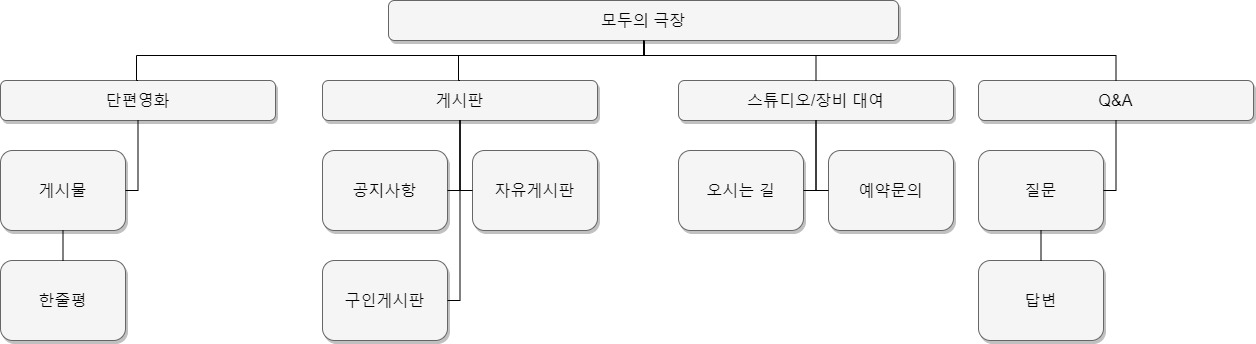 모두의 극장
단편영화
게시판
스튜디오/장비 대여
Q&A
게시물
공지사항
자유게시판
오시는 길
예약문의
질문
한줄평
구인게시판
답변